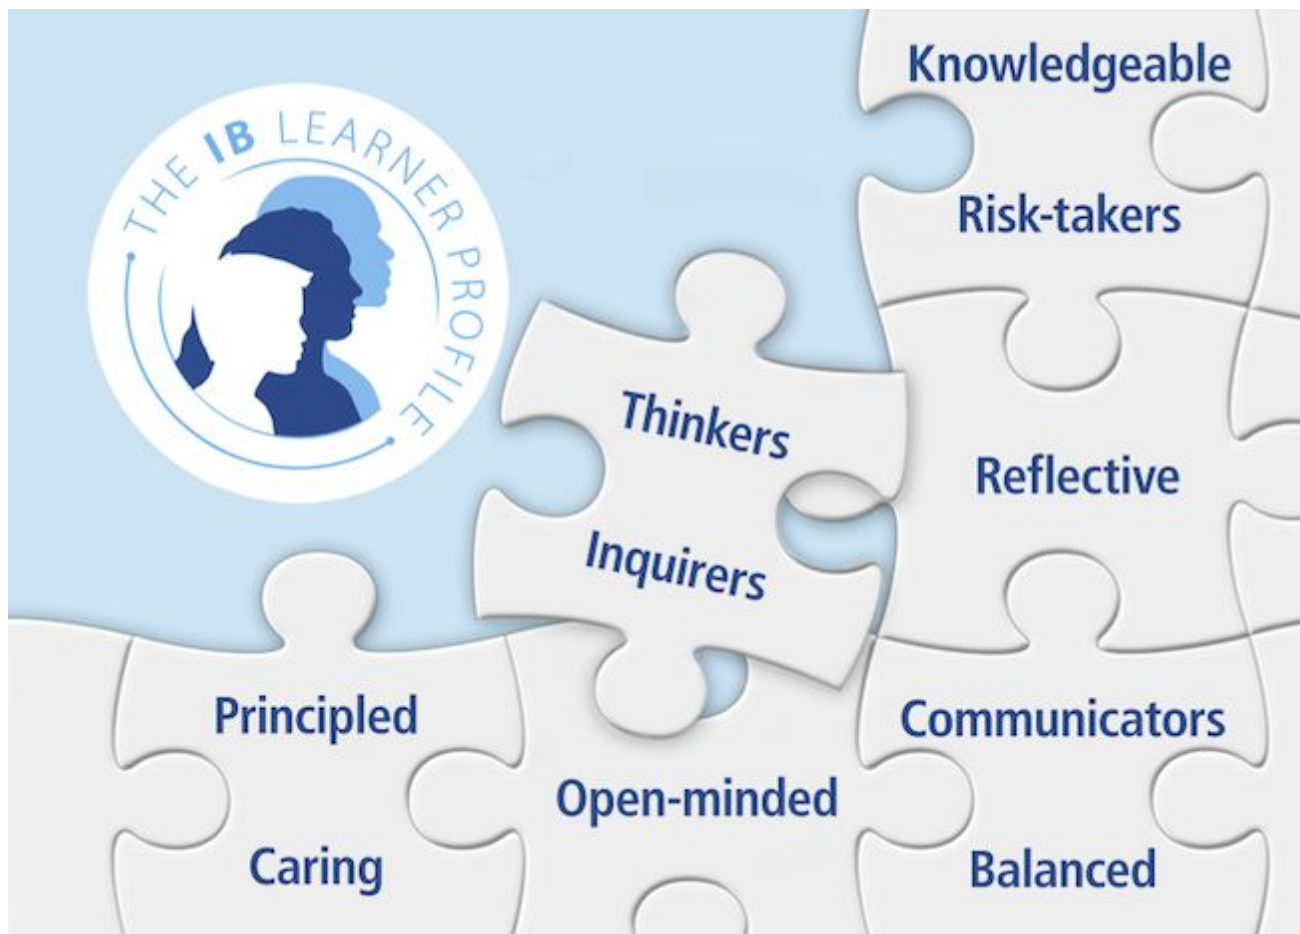 THE IB LEARNER PROFILE
Knowledgeable
Risk-takers
Thinkers
Reflective
Inquirers
Principled
Communicators
Open-minded
Caring
Balanced